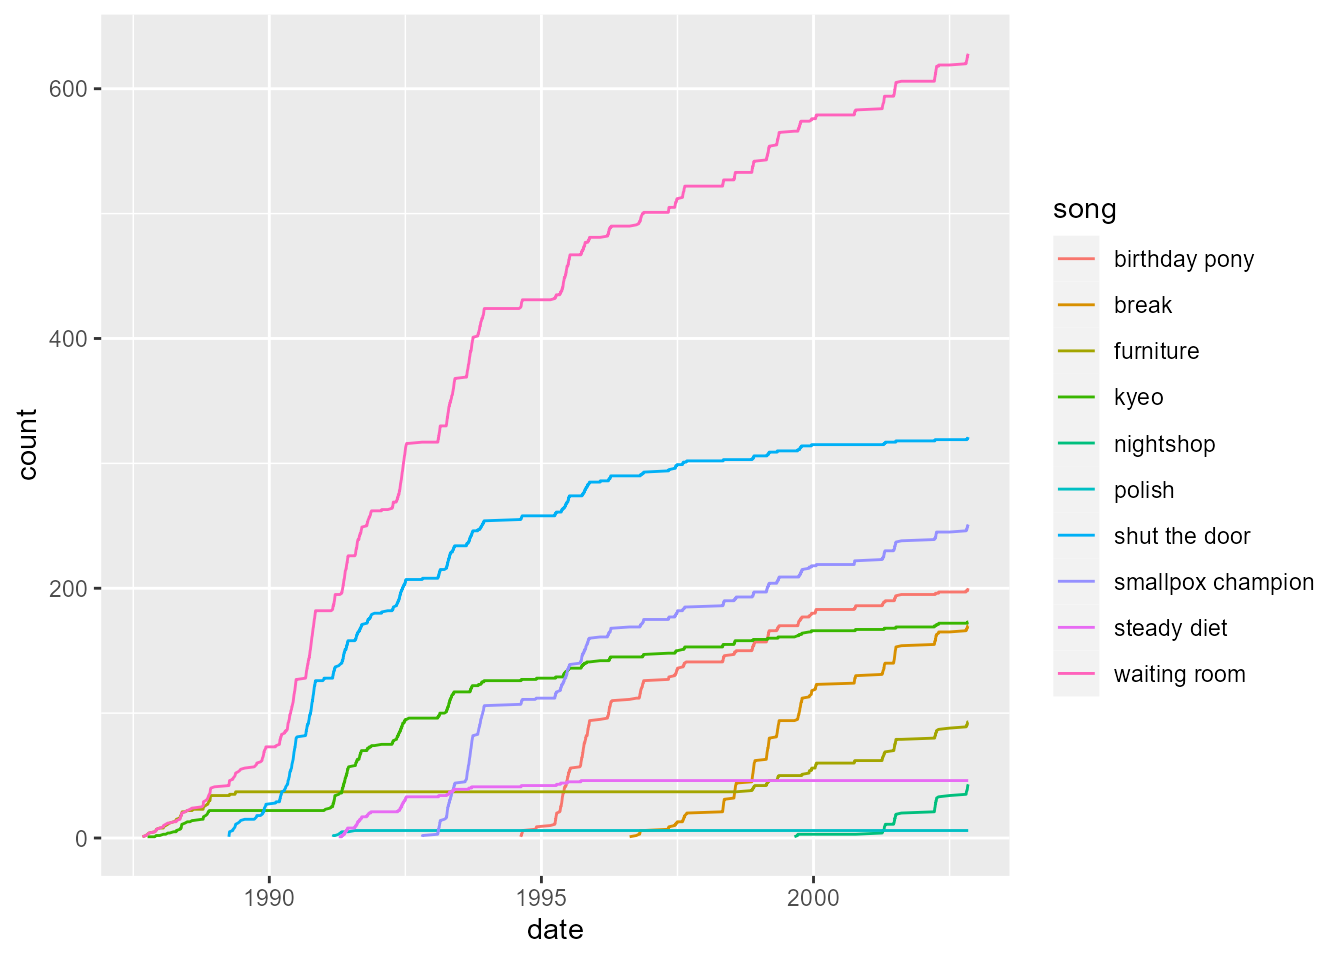 600
400
200
0
count
1990
1995
2000
date
song
birthday pony
break
furniture
kyeo
nightshop
polish
shut the door
smallpox champion
steady diet
waiting room